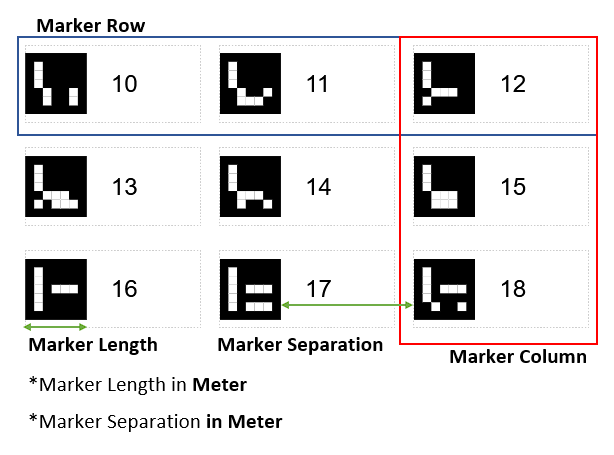 Marker Row
10 11 12
13 14 15
16 17 18
Marker Length Marker Separation
Marker Column
*Marker Length in Meter
*Marker Separation in Meter